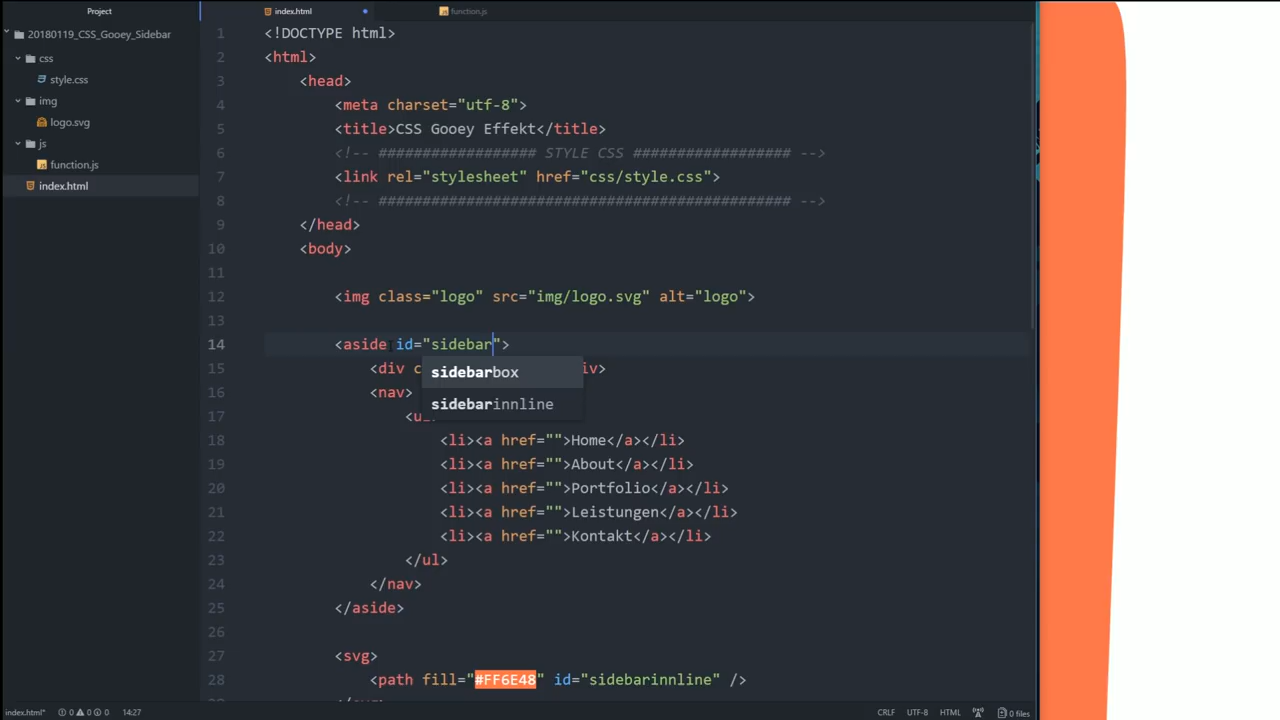 Project
index.html
function.js
20180119_CSS_Gooey_Sidebar
css
style.css
img
logo.svg
js
function.js
index.html
1 <!DOCTYPE html>
2 <html>
3 <head>
4 <meta charset="utf-8">
5 <title>CSS Gooey Effekt</title>
6 <!-- ################## STYLE CSS ################## -->
7 <link rel="stylesheet" href="css/style.css">
8 <!-- ############################################### -->
9 </head>
10 <body>
11
12 <img class="logo" src="img/logo.svg" alt="logo">
13
14 <aside id="sidebar">
sidebarbox
sidebarinnline
15 <div c iv>
16 <nav>
17 <ul
18 <li><a href="">Home</a></li>
19 <li><a href="">About</a></li>
20 <li><a href="">Portfolio</a></li>
21 <li><a href="">Leistungen</a></li>
22 <li><a href="">Kontakt</a></li>
23 </ul>
24 </nav>
25 </aside>
26
27 <svg>
28 <path fill="#FF6E48" id="sidebarinnline" />
index.html* 0 0 0 14:27 CRLF UTF-8 HTML 0 files